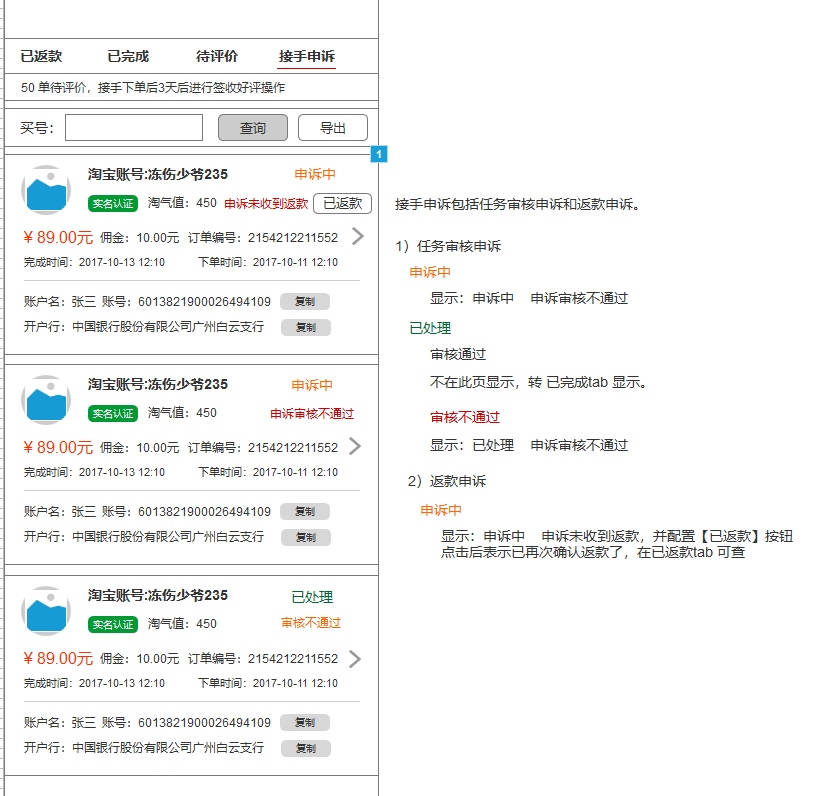 已返款 已完成 待评价 接手申诉
50 单待评价，接手下单后3天后进行签收好评操作
买号： 查询 导出
1
淘宝账号:冻伤少爷235 申诉中
实名认证 淘气值：450 申诉未收到返款 已返款
¥ 89.00元 佣金：10.00元 订单编号：2154212211552
完成时间：2017-10-13 12:10 下单时间：2017-10-11 12:10
账户名：张三 账号：6013821900026494109 复制
开户行：中国银行股份有限公司广州白云支行 复制
淘宝账号:冻伤少爷235 申诉中
实名认证 淘气值：450 申诉审核不通过
¥ 89.00元 佣金：10.00元 订单编号：2154212211552
完成时间：2017-10-13 12:10 下单时间：2017-10-11 12:10
账户名：张三 账号：6013821900026494109 复制
开户行：中国银行股份有限公司广州白云支行 复制
淘宝账号:冻伤少爷235 已处理
实名认证 淘气值：450 审核不通过
¥ 89.00元 佣金：10.00元 订单编号：2154212211552
完成时间：2017-10-13 12:10 下单时间：2017-10-11 12:10
账户名：张三 账号：6013821900026494109 复制
开户行：中国银行股份有限公司广州白云支行 复制
接手申诉包括任务审核申诉和返款申诉。
1）任务审核申诉
申诉中
显示：申诉中 申诉审核不通过
已处理
审核通过
不在此页显示，转 已完成tab 显示。
审核不通过
显示：已处理 申诉审核不通过
2）返款申诉
申诉中
显示：申诉中 申诉未收到返款，并配置【已返款】按钮
点击后表示已再次确认返款了，在已返款tab 可查